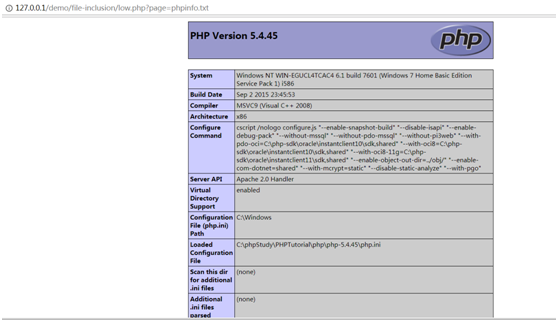 127.0.0.1/demo/file-inclusion/low.php?page=phpinfo.txt
PHP Version 5.4.45
php
System Windows NT WIN-EGUCL4TCAC4 6.1 build 7601 (Windows 7 Home Basic Edition
Service Pack 1) i586
Build Date Sep 2 2015 23:45:53
Compiler MSVC9 (Visual C++ 2008)
Architecture x86
Configure cscript /nologo configure.js "--enable-snapshot-build" "--disable-isapi" "--enable-
Command debug-pack" "--without-mssql" "--without-pdo-mssql" "--without-pi3web" "--with-
pdo-oci=C:\php-sdk\oracle\instantclient10\sdk,shared" "--with-oci8=C:\php-
sdk\oracle\instantclient10\sdk,shared" "--with-oci8-11g=C:\php-
sdk\oracle\instantclient11\sdk,shared" "--enable-object-out-dir=../obj/" "--enable-
com-dotnet=shared" "--with-mcrypt=static" "--disable-static-analyze" "--with-pgo"
Server API Apache 2.0 Handler
Virtual enabled
Directory
Support
Configuration C:\Windows
File (php.ini)
Path
Loaded C:\phpStudy\PHPTutorial\php\php-5.4.45\php.ini
Configuration
File
Scan this dir (none)
for additional
.ini files
Additional (none)
.ini files
parsed